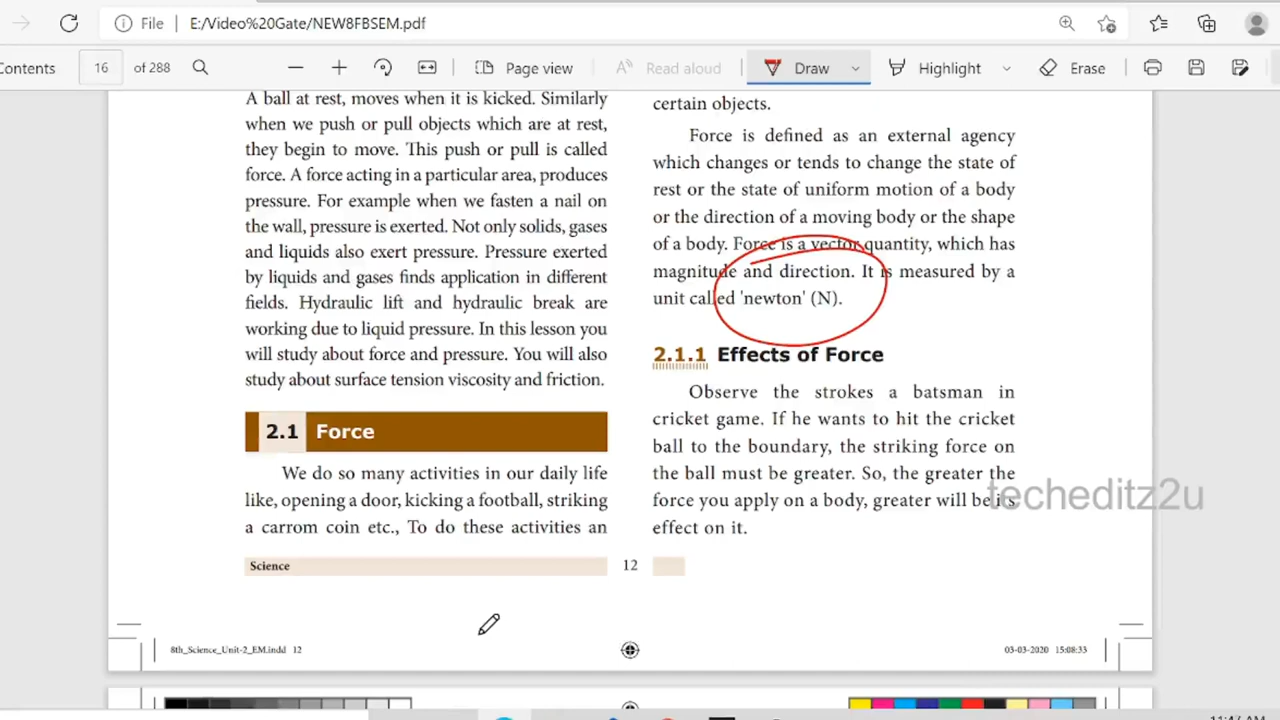 File
E:/Video%20Gate/NEW8FBSEM.pdf
ontents
16
of 288
Page view
Read aloud
Draw
Highlight
Erase
A ball at rest, moves when it is kicked. Similarly
when we push or pull objects which are at rest,
they begin to move. This push or pull is called
force. A force acting in a particular area, produces
pressure. For example when we fasten a nail on
the wall, pressure is exerted. Not only solids, gases
and liquids also exert pressure. Pressure exerted
by liquids and gases finds application in different
fields. Hydraulic lift and hydraulic break are
working due to liquid pressure. In this lesson you
will study about force and pressure. You will also
study about surface tension viscosity and friction.
2.1 Force
We do so many activities in our daily life
like, opening a door, kicking a football, striking
a carrom coin etc., To do these activities an
certain objects.
Force is defined as an external agency
which changes or tends to change the state of
rest or the state of uniform motion of a body
or the direction of a moving body or the shape
of a body. Force is a vector quantity, which has
magnitude and direction. It is measured by a
unit called 'newton' (N).
2.1.1 Effects of Force
Observe the strokes a batsman in
cricket game. If he wants to hit the cricket
ball to the boundary, the striking force on
the ball must be greater. So, the greater the
force you apply on a body, greater will be its
effect on it.
techeditz2u
Science
12
8th_Science_Unit-2_EM.indd 12
03-03-2020 15:08:33